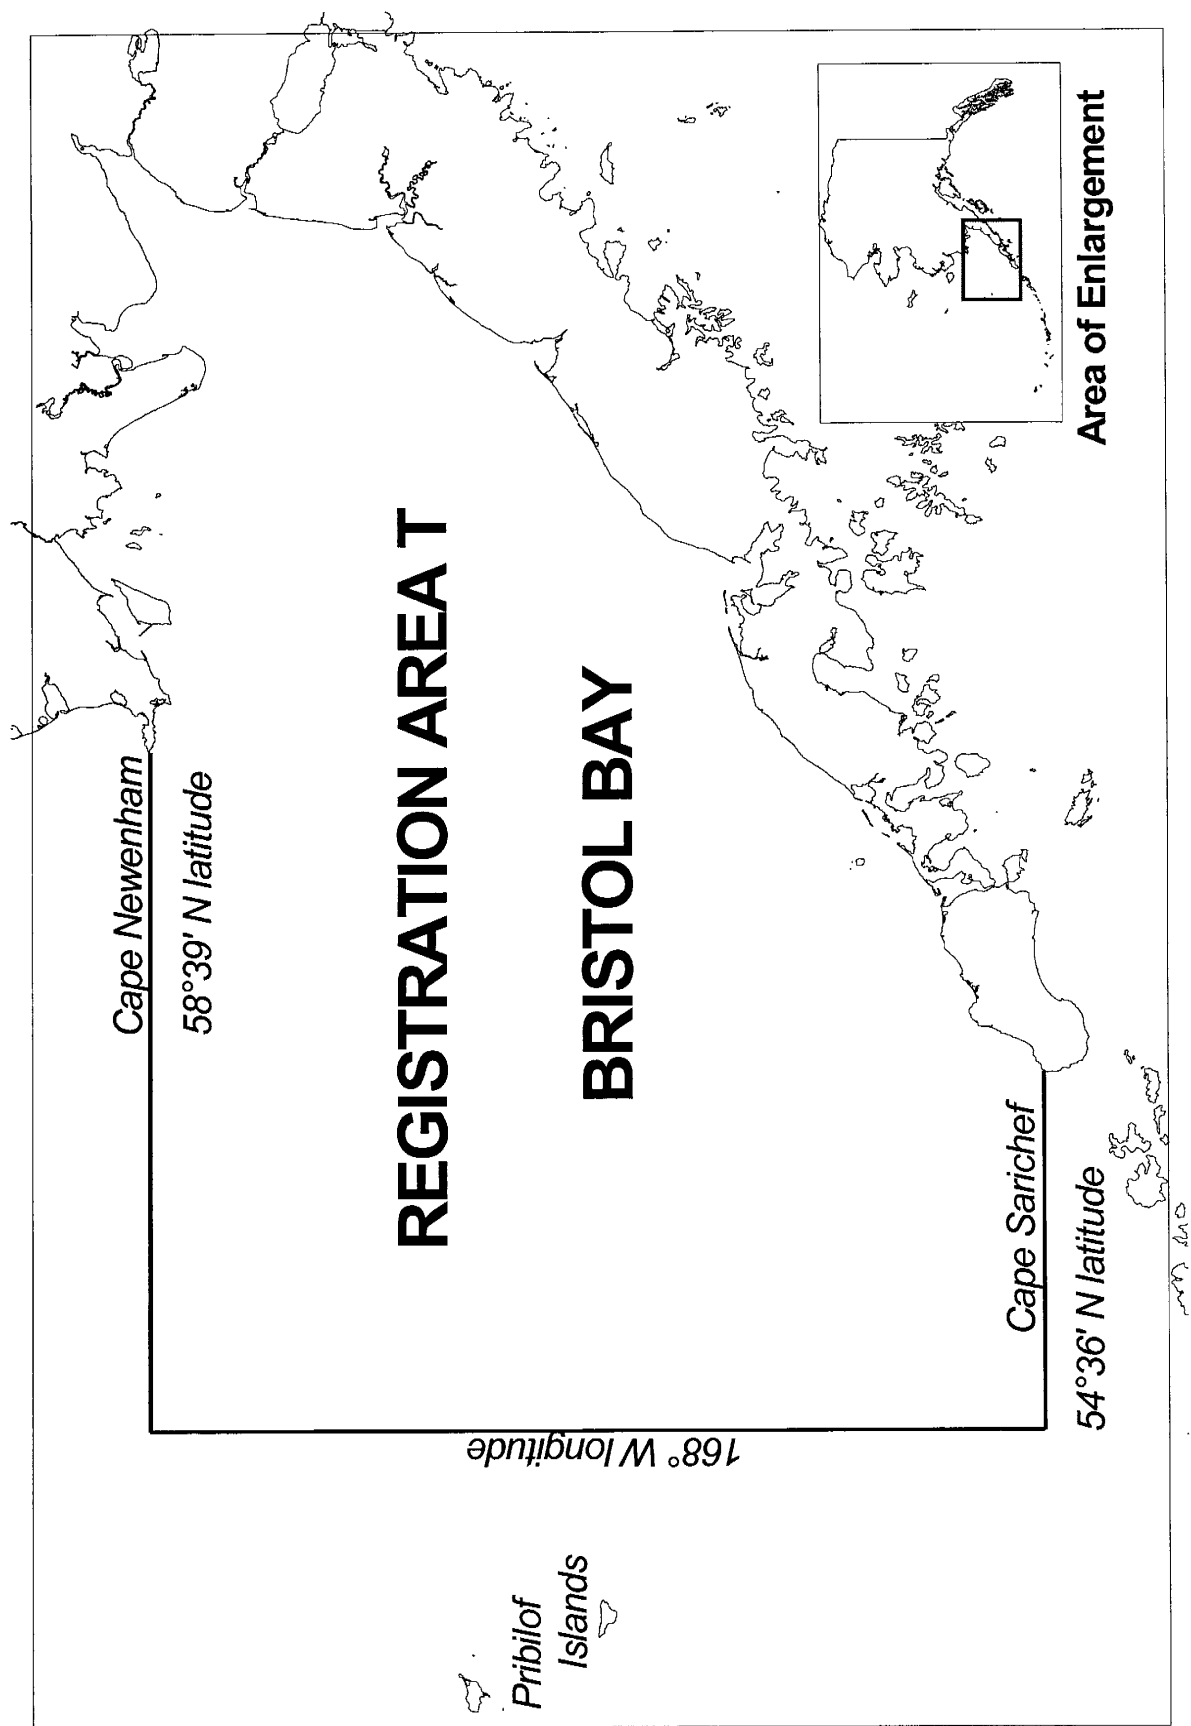 Cape Newenham
58°39' N latitude
REGISTRATION AREA T
BRISTOL BAY
168° W longitude
Pribilof
Islands
Cape Sarichef
54°36' N latitude
Area of Enlargement